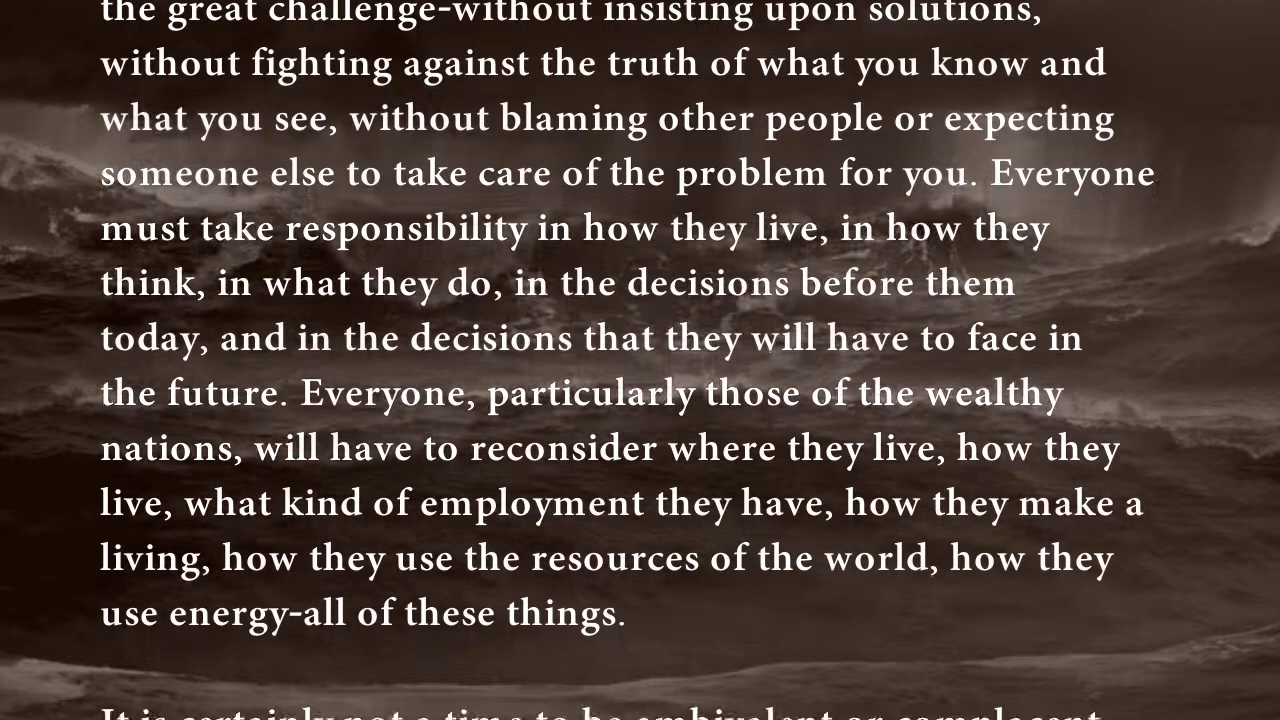 the great challenge-without insisting upon solutions,
without fighting against the truth of what you know and
what you see, without blaming other people or expecting
someone else to take care of the problem for you. Everyone
must take responsibility in how they live, in how they
think, in what they do, in the decisions before them
today, and in the decisions that they will have to face in
the future. Everyone, particularly those of the wealthy
nations, will have to reconsider where they live, how they
live, what kind of employment they have, how they make a
living, how they use the resources of the world, how they
use energy-all of these things.
It is certainly not a time to be ambivalent or complacent